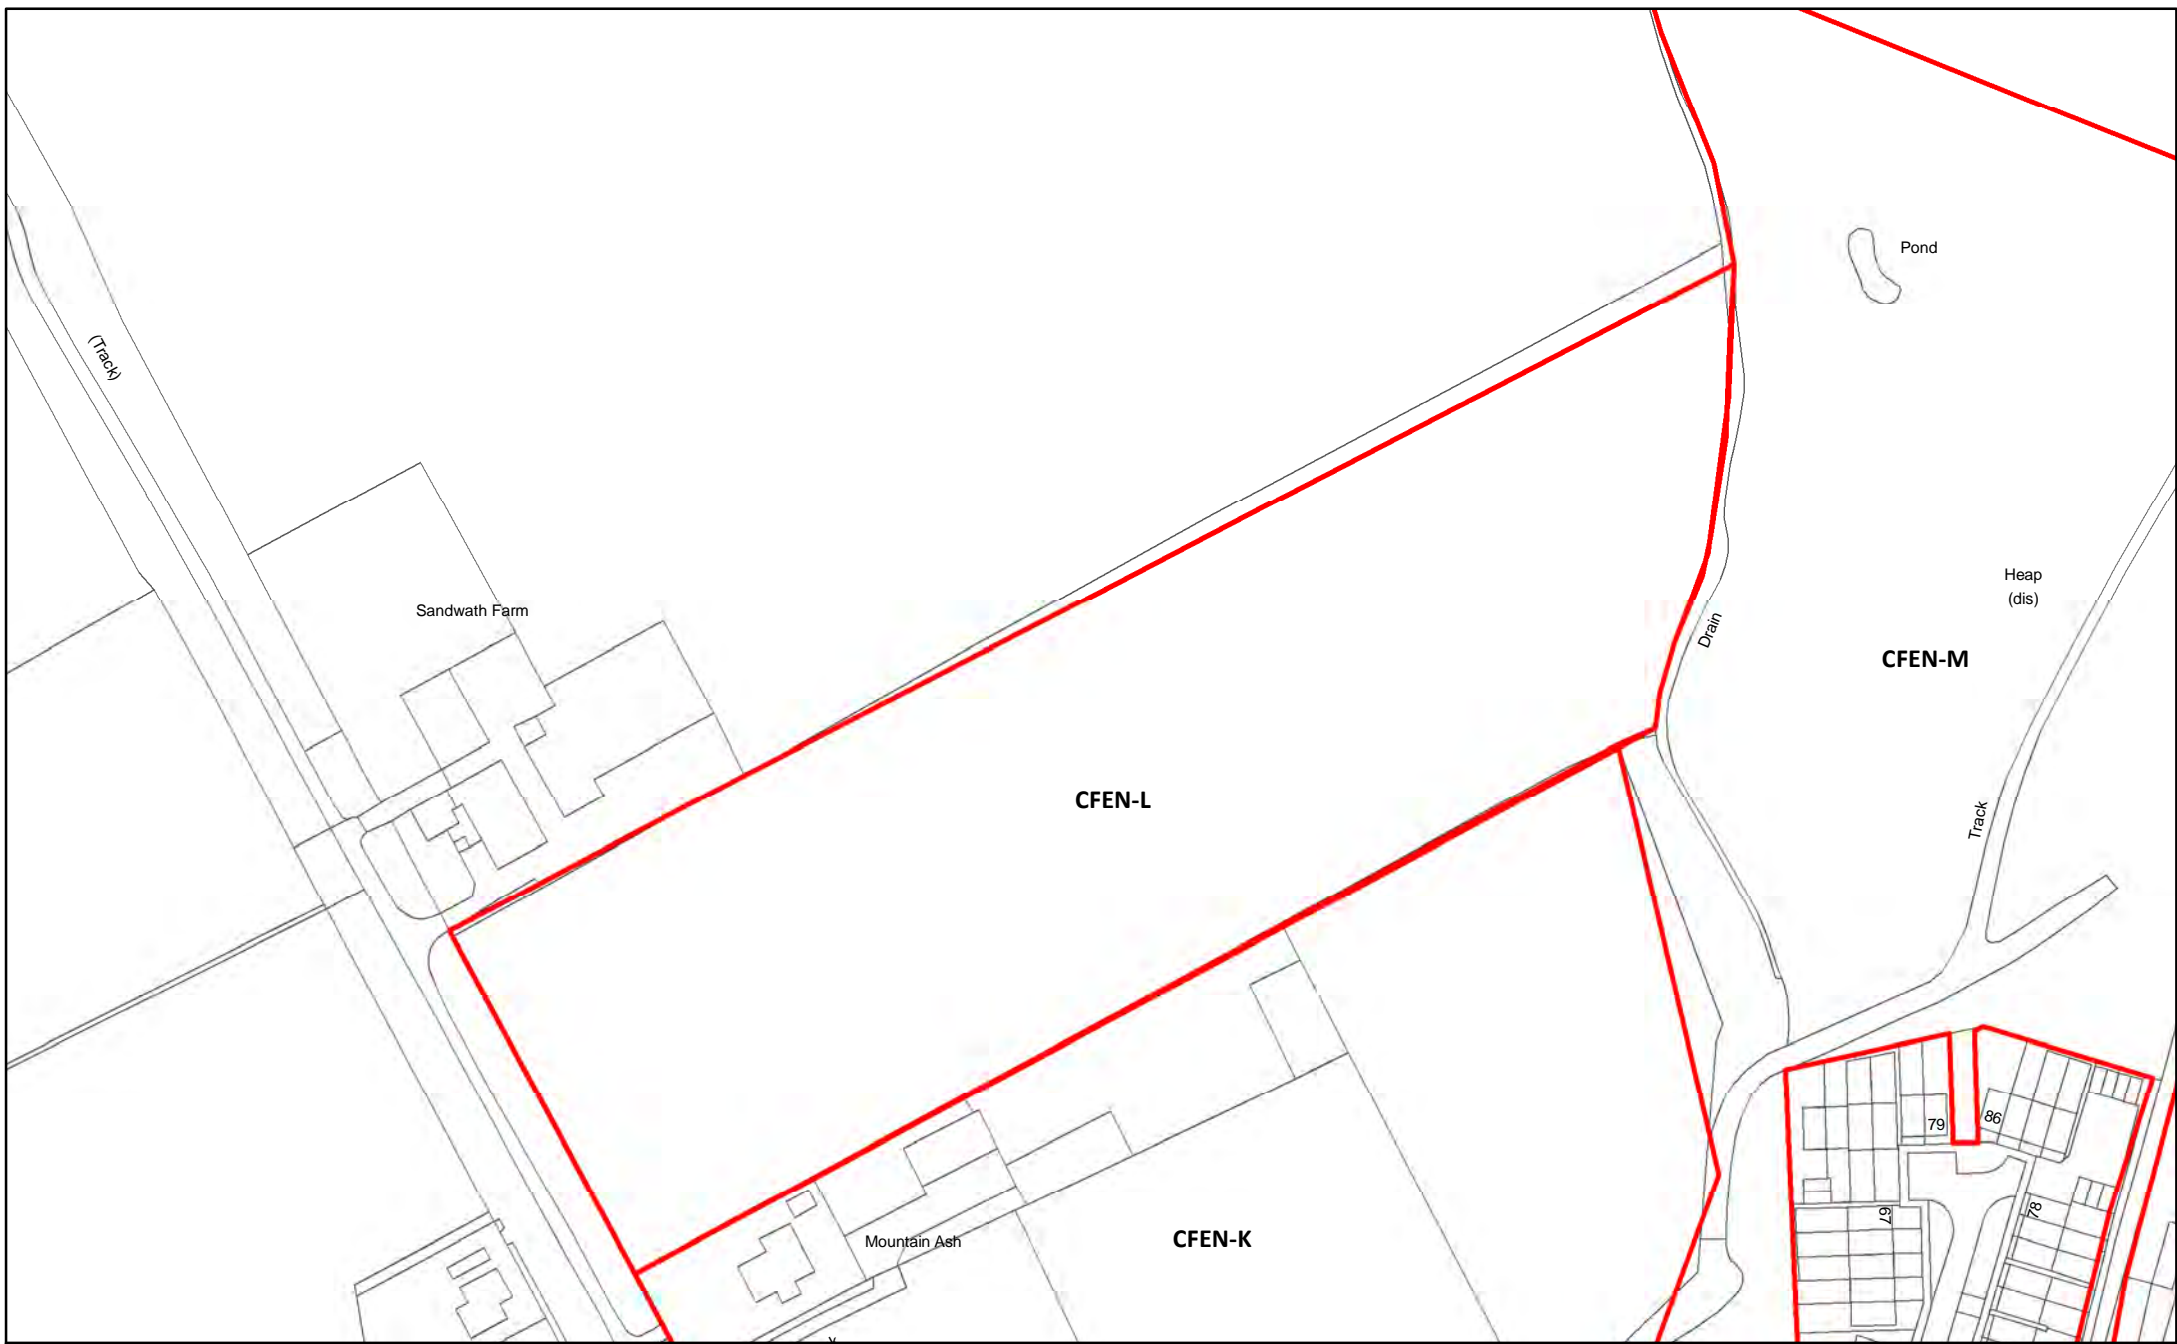 Pond
(Track)
Heap
(dis)
Sandwath Farm
Drain
CFEN-M
CFEN-L
Track
79
86
78
67
Mountain Ash
CFEN-K